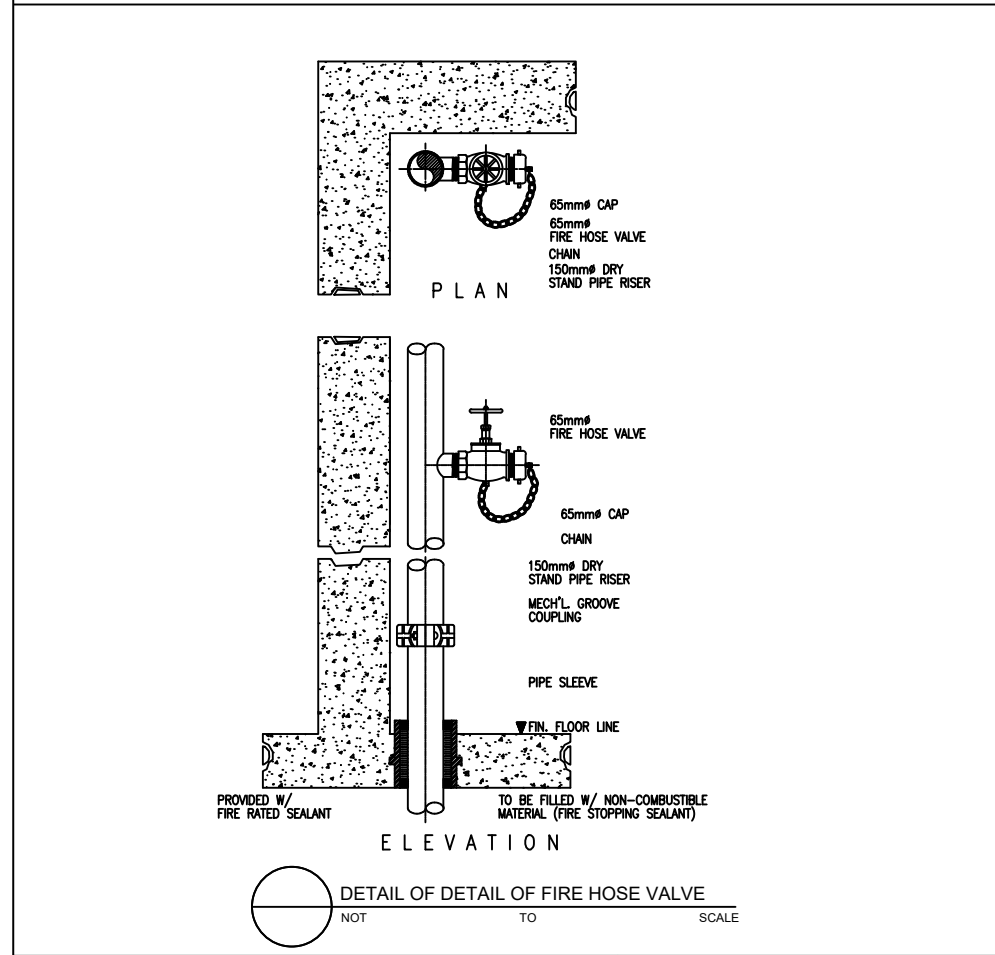 65mmø CAP
65mmø
FIRE HOSE VALVE
CHAIN
150mmø DRY
STAND PIPE RISER
PLAN
65mmø
FIRE HOSE VALVE
65mmø CAP
CHAIN
150mmø DRY
STAND PIPE RISER
MECH'L. GROOVE
COUPLING
PIPE SLEEVE
FIN. FLOOR LINE
PROVIDED W/
FIRE RATED SEALANT
TO BE FILLED W/ NON-COMBUSTIBLE
MATERIAL (FIRE STOPPING SEALANT)
ELEVATION
DETAIL OF DETAIL OF FIRE HOSE VALVE
NOT TO SCALE